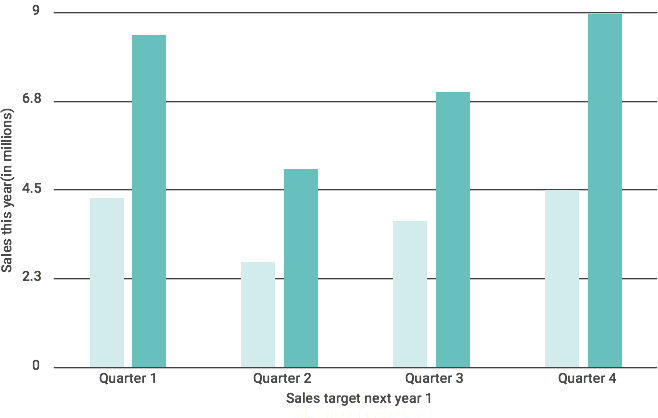 9
6.8
4.5
2.3
0
Sales this year(in millions)
Quarter 1
Quarter 2
Quarter 3
Quarter 4
Sales target next year 1